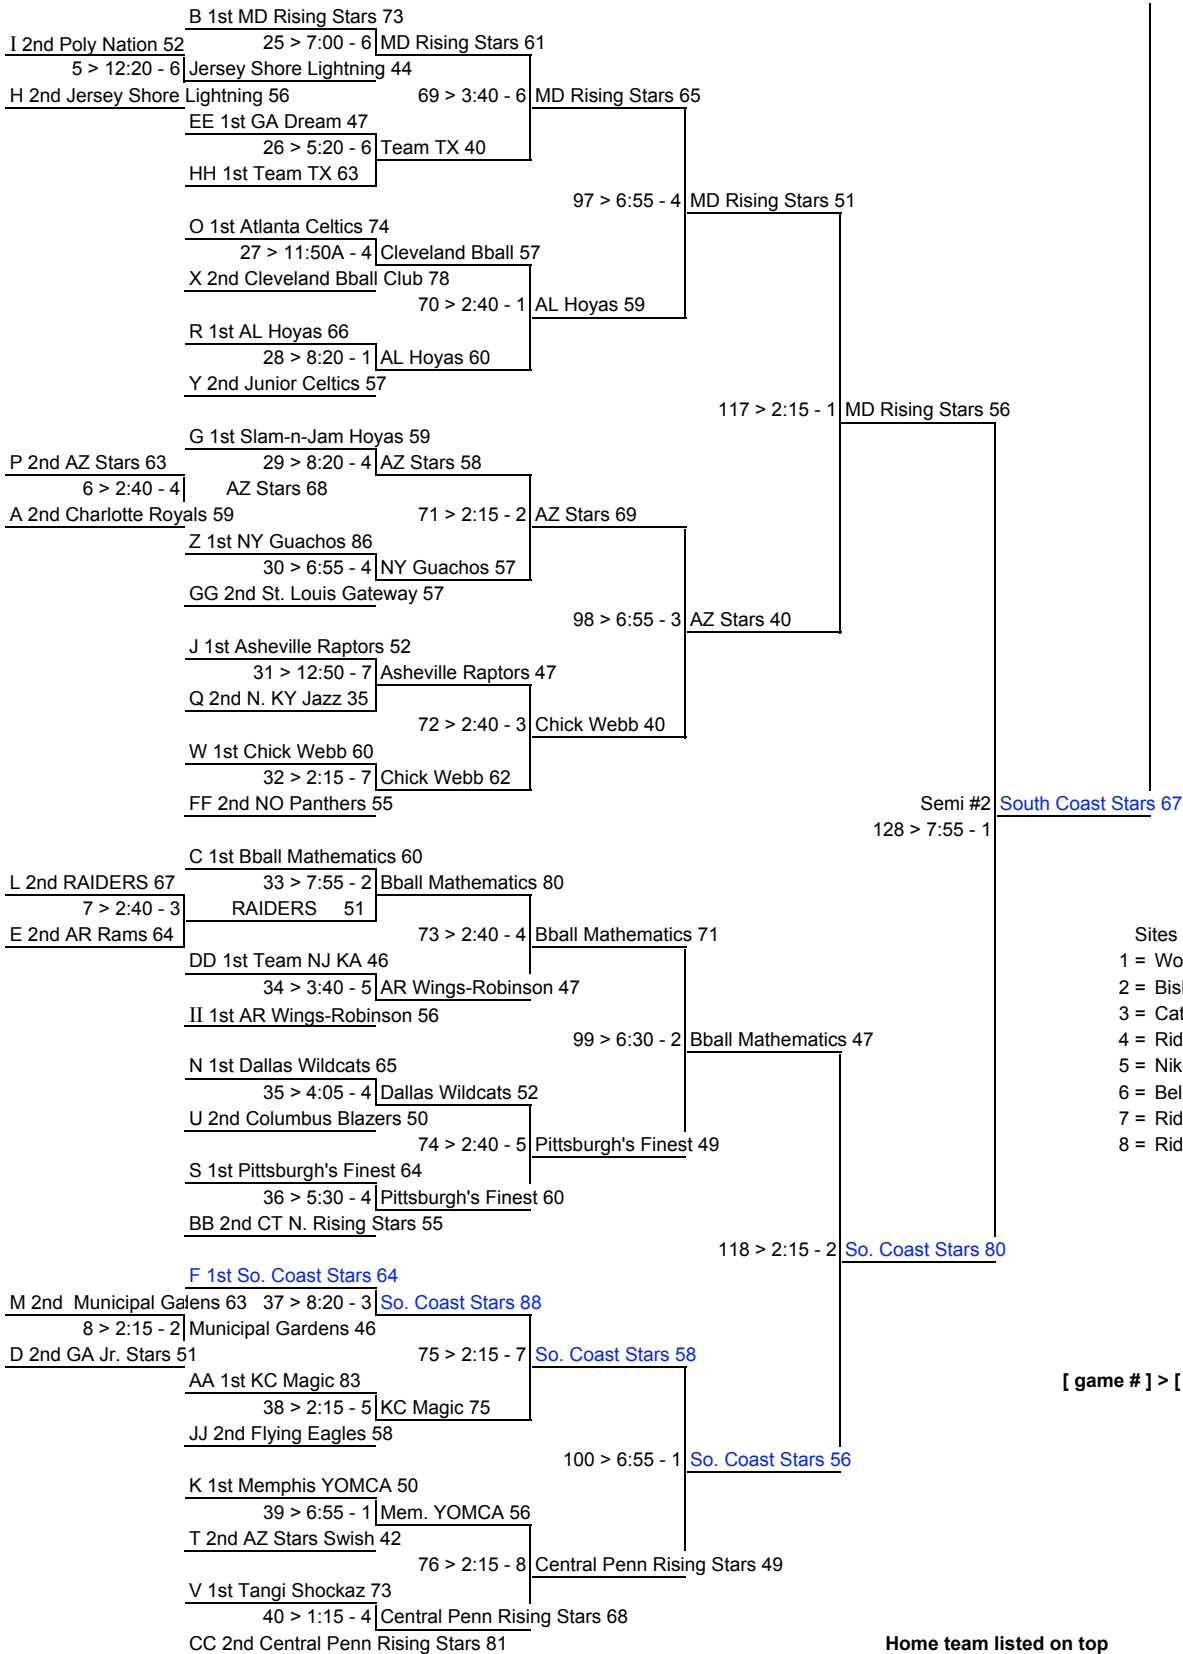 B 1st MD Rising Stars 73
I 2nd Poly Nation 52 25 > 7:00 - 6 MD Rising Stars 61
5 > 12:20 - 6 Jersey Shore Lightning 44
H 2nd Jersey Shore Lightning 56 69 > 3:40 - 6 MD Rising Stars 65
EE 1st GA Dream 47
26 > 5:20 - 6 Team TX 40
HH 1st Team TX 63
97 > 6:55 - 4 MD Rising Stars 51
O 1st Atlanta Celtics 74
27 > 11:50A - 4 Cleveland Bball 57
X 2nd Cleveland Bball Club 78
70 > 2:40 - 1 AL Hoyas 59
R 1st AL Hoyas 66
28 > 8:20 - 1 AL Hoyas 60
Y 2nd Junior Celtics 57
117 > 2:15 - 1 MD Rising Stars 56
G 1st Slam-n-Jam Hoyas 59
P 2nd AZ Stars 63 29 > 8:20 - 4 AZ Stars 58
6 > 2:40 - 4 AZ Stars 68
A 2nd Charlotte Royals 59 71 > 2:15 - 2 AZ Stars 69
Z 1st NY Guachos 86
30 > 6:55 - 4 NY Guachos 57
GG 2nd St. Louis Gateway 57
98 > 6:55 - 3 AZ Stars 40
J 1st Asheville Raptors 52
31 > 12:50 - 7 Asheville Raptors 47
Q 2nd N. KY Jazz 35
72 > 2:40 - 3 Chick Webb 40
W 1st Chick Webb 60
32 > 2:15 - 7 Chick Webb 62
FF 2nd NO Panthers 55 Semi #2 South Coast Stars 67
128 > 7:55 - 1
C 1st Bball Mathematics 60
L 2nd RAIDERS 67 33 > 7:55 - 2 Bball Mathematics 80
7 > 2:40 - 3 RAIDERS 51
E 2nd AR Rams 64 73 > 2:40 - 4 Bball Mathematics 71 Sites
DD 1st Team NJ KA 46 1 = Wo
34 > 3:40 - 5 AR Wings-Robinson 47 2 = Bisl
II 1st AR Wings-Robinson 56 3 = Cat
99 > 6:30 - 2 Bball Mathematics 47 4 = Rid
N 1st Dallas Wildcats 65 5 = Nik
35 > 4:05 - 4 Dallas Wildcats 52 6 = Bel
U 2nd Columbus Blazers 50 7 = Rid
74 > 2:40 - 5 Pittsburgh's Finest 49 8 = Rid
S 1st Pittsburgh's Finest 64
36 > 5:30 - 4 Pittsburgh's Finest 60
BB 2nd CT N. Rising Stars 55
118 > 2:15 - 2 So. Coast Stars 80
F 1st So. Coast Stars 64
M 2nd Municipal Gadens 63 37 > 8:20 - 3 So. Coast Stars 88
8 > 2:15 - 2 Municipal Gardens 46
D 2nd GA Jr. Stars 51 75 > 2:15 - 7 So. Coast Stars 58
AA 1st KC Magic 83 [ game # ] > [
38 > 2:15 - 5 KC Magic 75
JJ 2nd Flying Eagles 58
100 > 6:55 - 1 So. Coast Stars 56
K 1st Memphis YOMCA 50
39 > 6:55 - 1 Mem. YOMCA 56
T 2nd AZ Stars Swish 42
76 > 2:15 - 8 Central Penn Rising Stars 49
V 1st Tangi Shockaz 73
40 > 1:15 - 4 Central Penn Rising Stars 68
CC 2nd Central Penn Rising Stars 81 Home team listed on top